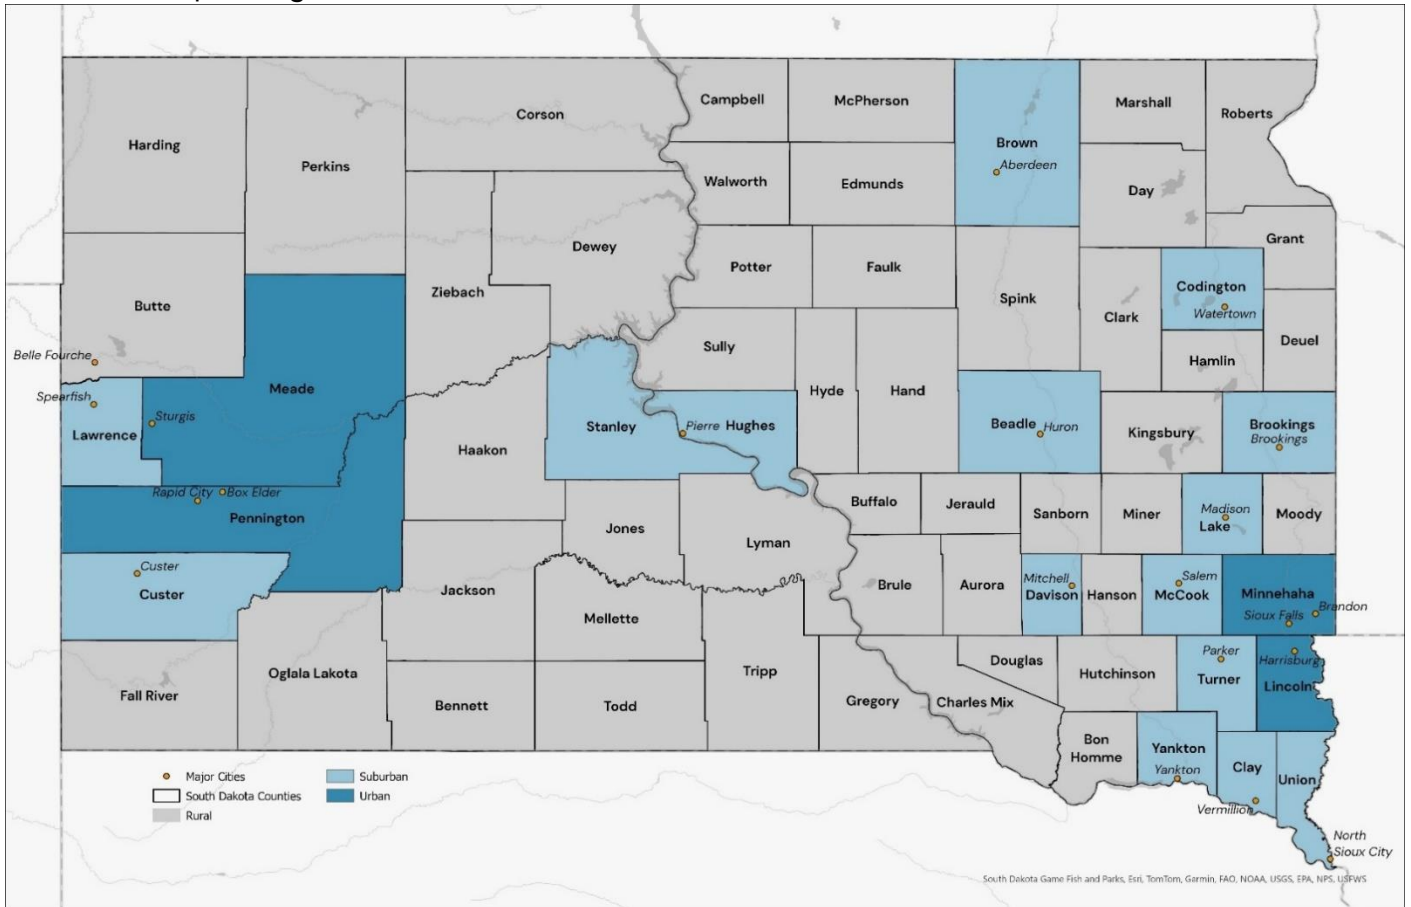 Corson
Campbell
McPherson
Marshall
Roberts
Harding
Perkins
Brown
Aberdeen
Walworth
Edmunds
Day
Dewey
Grant
Butte
Ziebach
Potter
Faulk
Spink
Codington
Watertown
Clark
Deuel
Belle Fourche
Sully
Hamlin
Meade
Hyde
Hand
Spearfish
Sturgis
Lawrence
Stanley
Pierre
Hughes
Beadle
Huron
Kingsbury
Brookings
Brookings
Haakon
Rapid City
Box Elder
Pennington
Buffalo
Jerauld
Sanborn
Miner
Madison
Lake
Moody
Jones
Lyman
Custer
Custer
Jackson
Brule
Aurora
Mitchell
Davison
Hanson
Salem
McCook
Minnehaha
Brandon
Sioux Falls
Mellette
Oglala Lakota
Tripp
Douglas
Hutchinson
Parker
Turner
Harrisburg
Lincoln
Fall River
Bennett
Todd
Gregory
Charles Mix
Bon
Homme
Yankton
Yankton
Clay
Union
Vermillion
North
Sioux City
Major Cities
South Dakota Counties
Rural
Suburban
Urban
South Dakota Game Fish and Parks, Esri, TomTom, Garmin, FAO, NOAA, USGS, EPA, NPS, USFWS